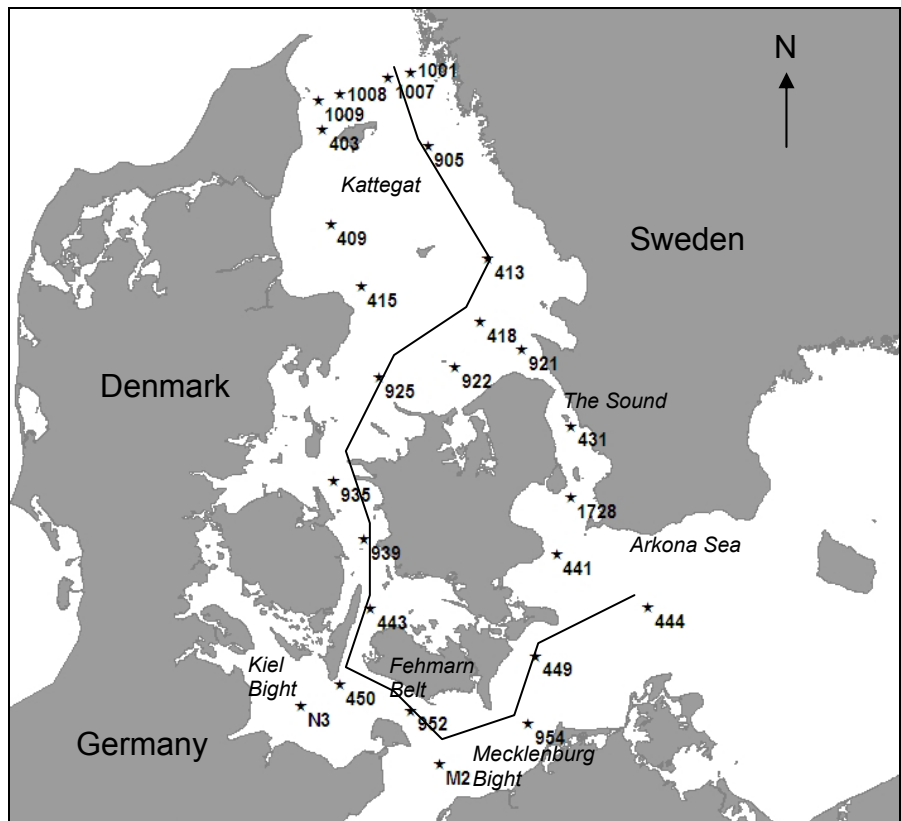 N
1001
1007
1008
1009
403
905
Kattegat
409
Sweden
413
415
418
921
922
925
Denmark
The Sound
431
935
1728
939
Arkona Sea
441
443
444
449
Kiel
Bight
Fehmarn
Belt
450
N3
952
954
Germany
Mecklenburg
Bight
M2